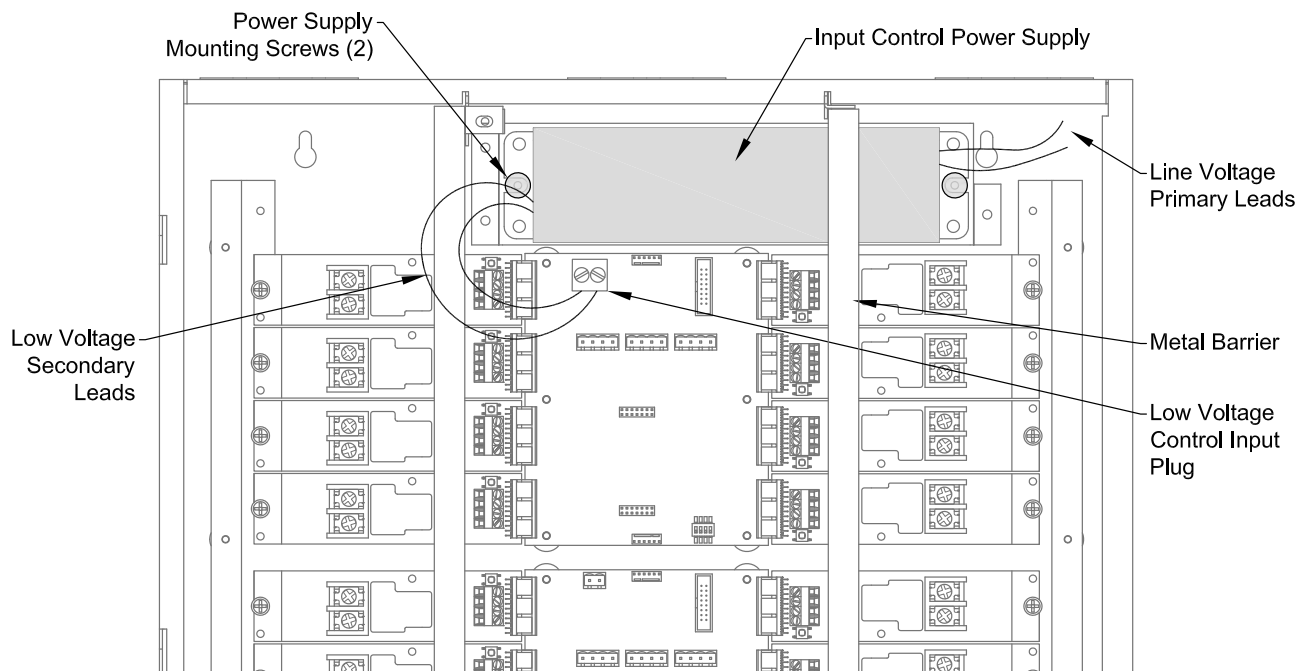 Power Supply
Mounting Screws (2)
Input Control Power Supply
Line Voltage
Primary Leads
Low Voltage
Secondary
Leads
Metal Barrier
Low Voltage
Control Input
Plug